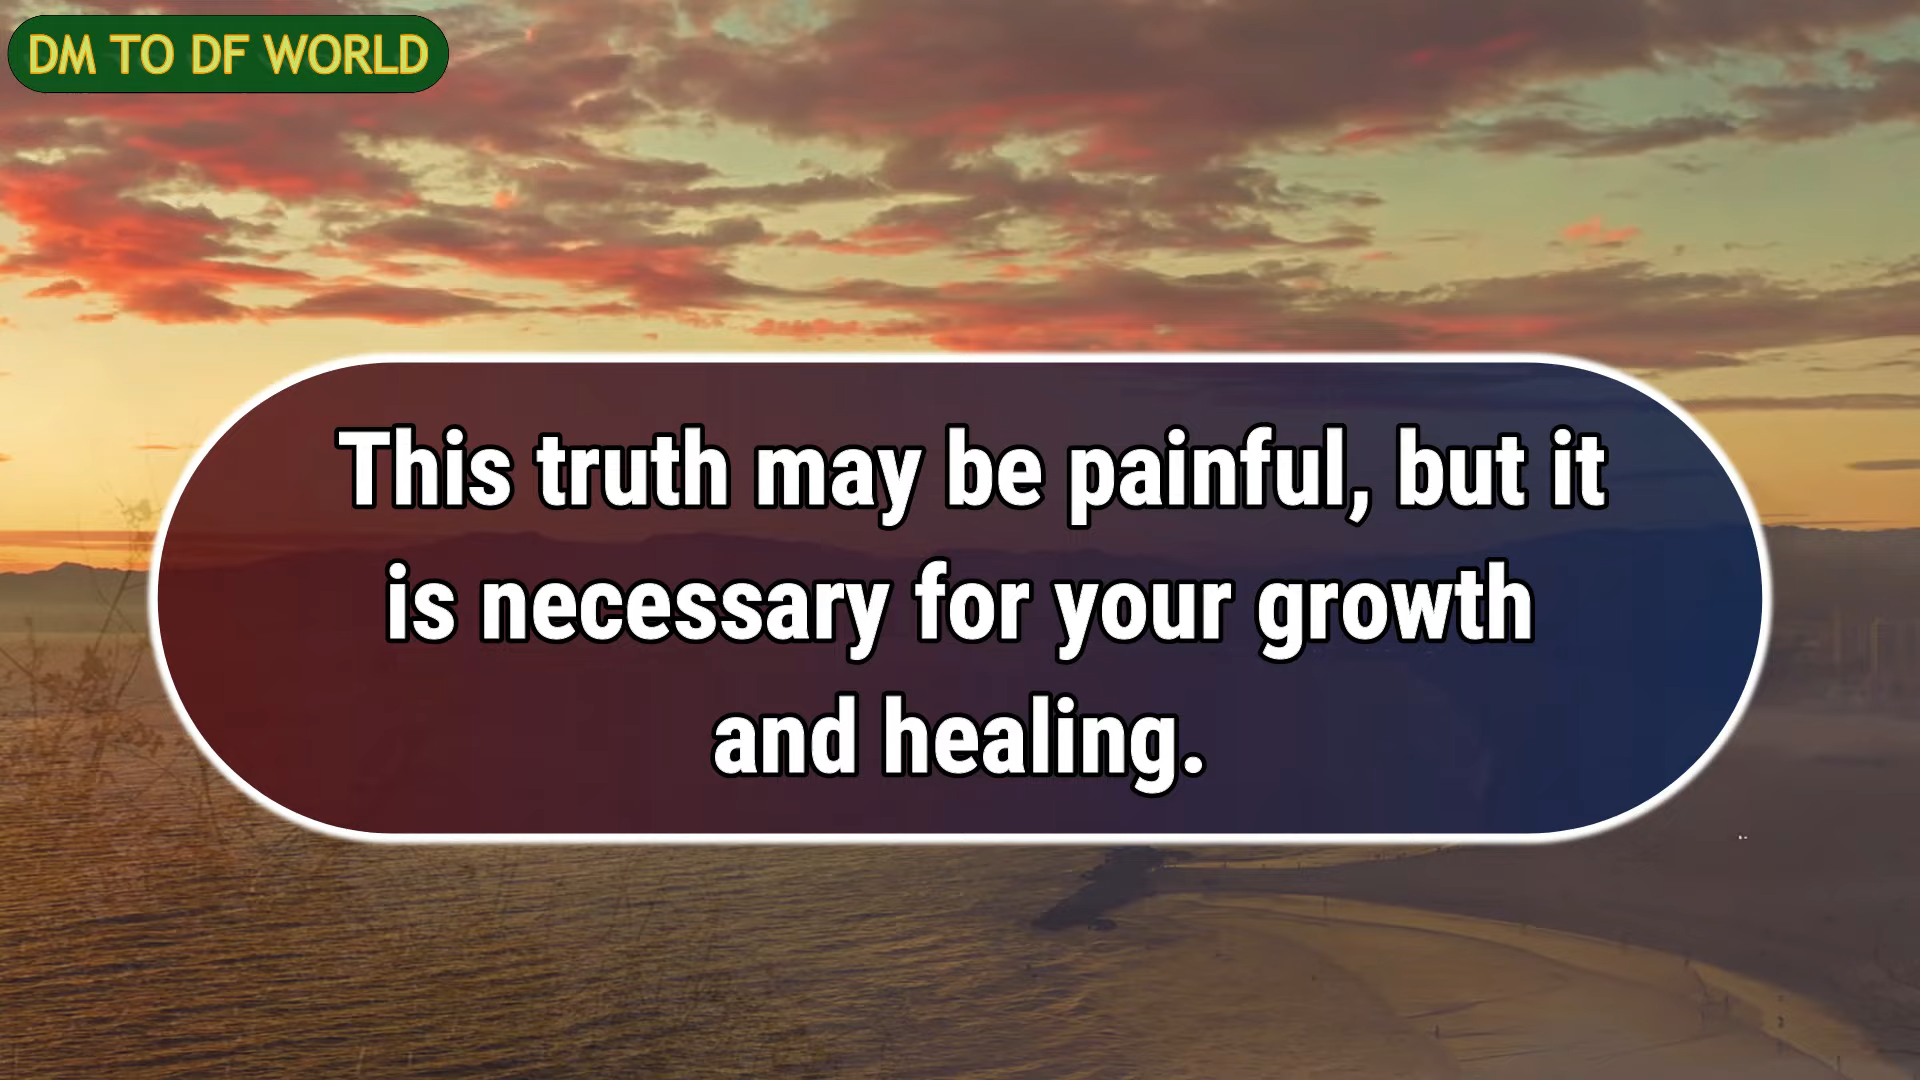 DM TO DF WORLD
This truth may be painful, but it
is necessary for your growth
and healing.